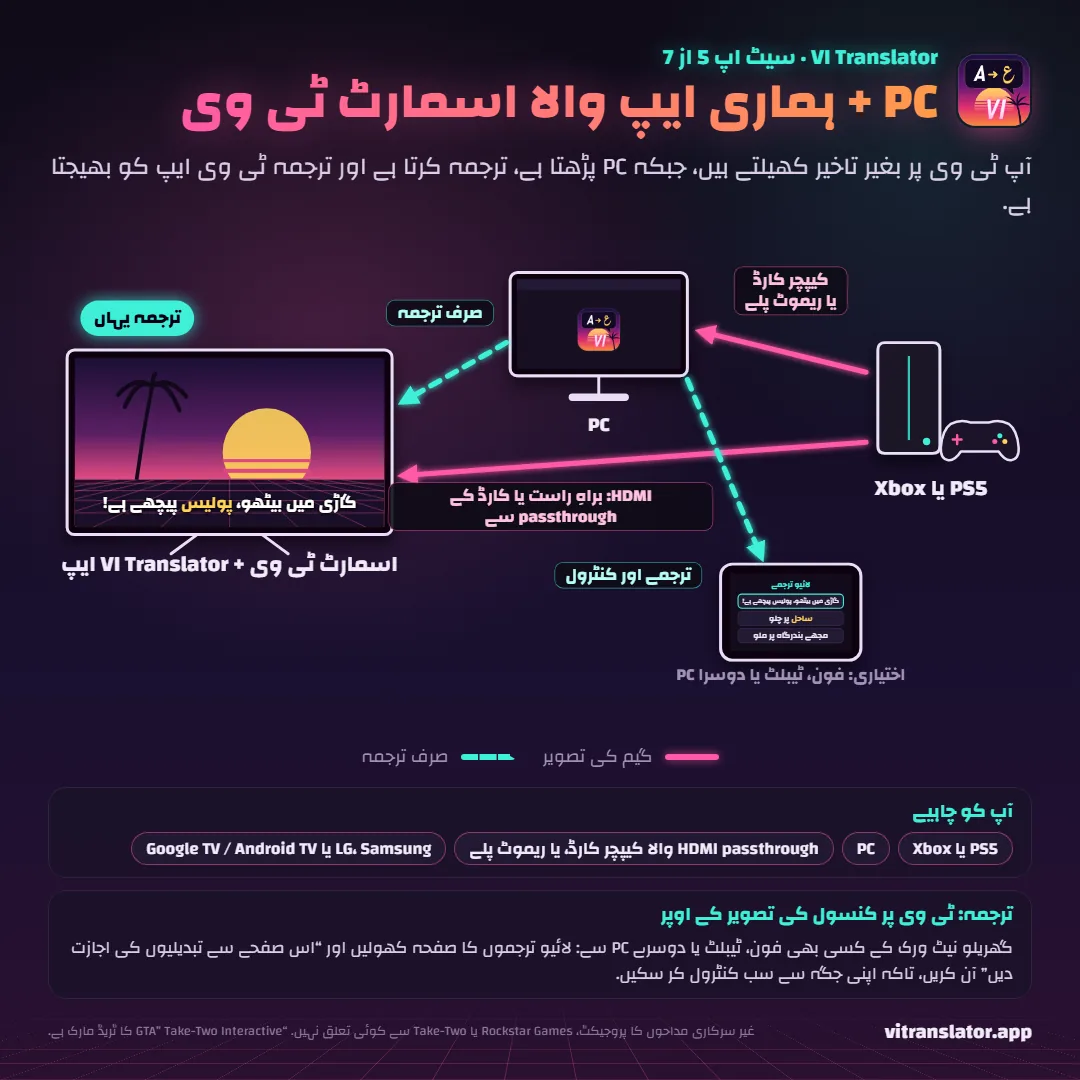 VI Translator · سیٹ اپ 5 از 7
PC + ہماری ایپ والا اسمارٹ ٹی وی
A→ع
VI
آپ ٹی وی پر بغیر تاخیر کھیلتے ہیں، جبکہ PC پڑھتا ہے، ترجمہ کرتا ہے اور ترجمہ ٹی وی ایپ کو بھیجتا
ہے۔
کیپچر کارڈ
یا ریموٹ پلے
صرف ترجمہ
ترجمہ یہاں
A→ع
VI
PC
PS5 یا Xbox
گاڑی میں بیٹھو، پولیس پیچھے ہے!
HDMI: براہِ راست یا کارڈ کے
passthrough سے
اسمارٹ ٹی وی + VI Translator ایپ
ترجمے اور کنٹرول
لائیو ترجمے
گاڑی میں بیٹھو، پولیس پیچھے ہے!
ساحل پر چلو
مجھے بندرگاہ پر ملو
اختیاری: فون، ٹیبلٹ یا دوسرا PC
گیم کی تصویر
صرف ترجمہ
آپ کو چاہیے
PS5 یا Xbox
PC
HDMI passthrough والا کیپچر کارڈ، یا ریموٹ پلے
Google TV / Android TV یا LG، Samsung
ترجمہ: ٹی وی پر کنسول کی تصویر کے اوپر
گھریلو نیٹ ورک کے کسی بھی فون، ٹیبلٹ یا دوسرے PC سے: لائیو ترجموں کا صفحہ کھولیں اور “اس صفحے سے تبدیلیوں کی اجازت
دیں” آن کریں، تاکہ اپنی جگہ سے سب کنٹرول کر سکیں۔
vitranslator.app
غیر سرکاری مداحوں کا پروجیکٹ، Rockstar Games یا Take-Two سے کوئی تعلق نہیں۔ “GTA” Take-Two Interactive کا ٹریڈ مارک ہے۔